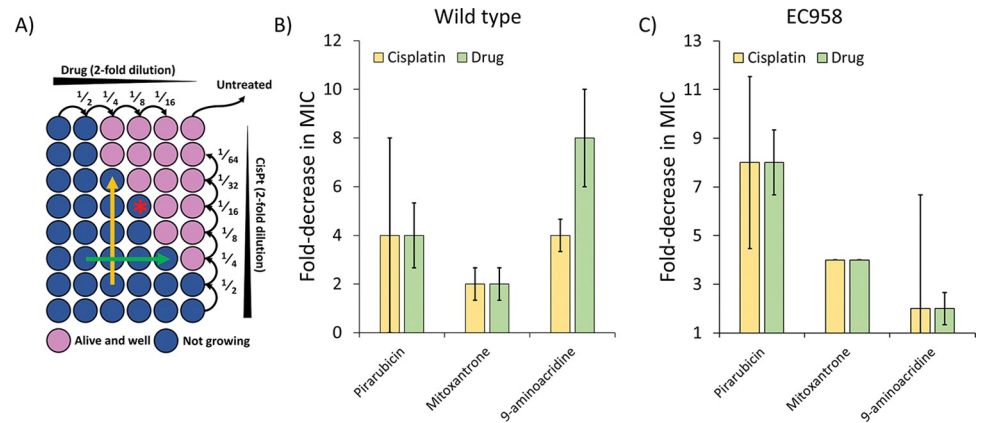 A)
Drug (2-fold dilution)
1/2 1/4 1/8 1/16
Untreated
1/64
1/32
1/16
*
1/8
1/4
1/2
CisPt (2-fold dilution)
Alive and well Not growing
B)
Wild type
Cisplatin Drug
Fold-decrease in MIC
12
10
8
6
4
2
0
Pirarubicin Mitoxantrone 9-aminoacridine
C)
EC958
Cisplatin Drug
Fold-decrease in MIC
13
11
9
7
5
3
1
Pirarubicin Mitoxantrone 9-aminoacridine